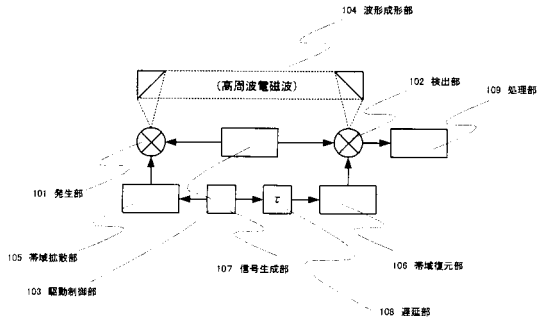 104 波形成形部
(高周波電磁波)
102 検出部
109 処理部
101 発生部
τ
105 帯域拡散部
107 信号生成部
106 帯域復元部
103 駆動制御部
108 遅延部